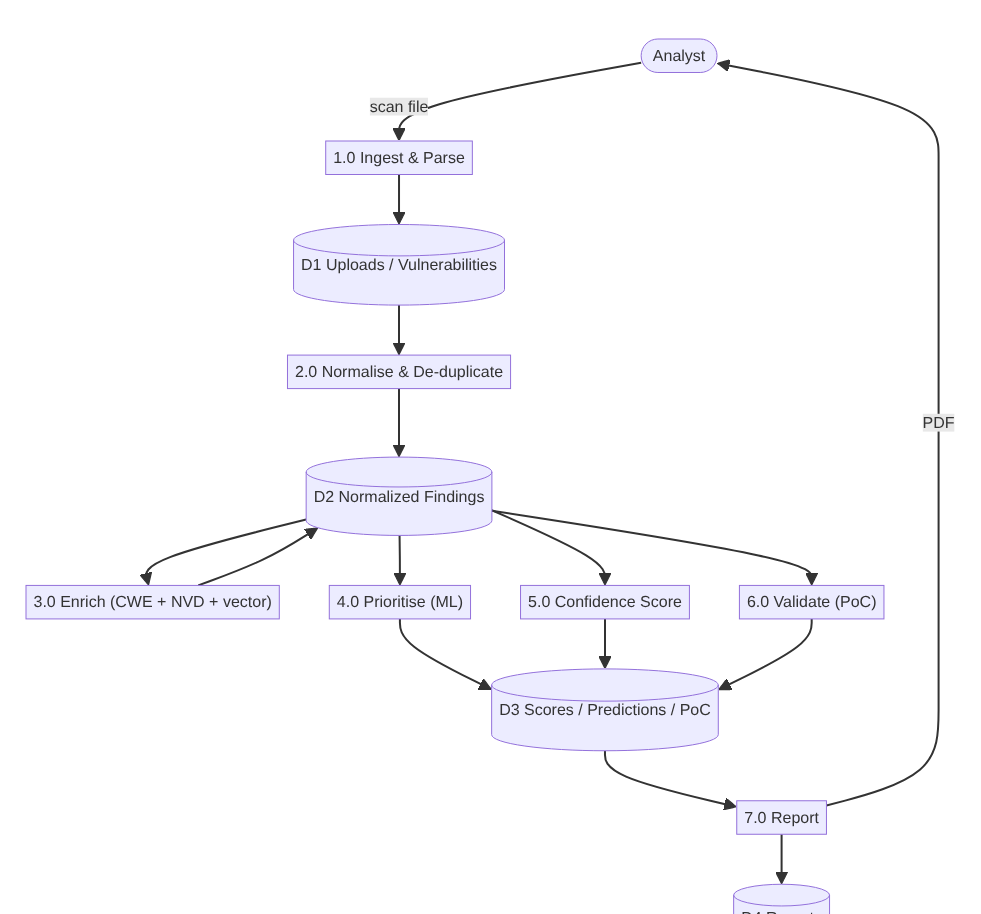 Analyst
scan file
1.0 Ingest & Parse
D1 Uploads / Vulnerabilities
2.0 Normalise & De-duplicate
PDF
D2 Normalized Findings
3.0 Enrich (CWE + NVD + vector)
4.0 Prioritise (ML)
5.0 Confidence Score
6.0 Validate (PoC)
D3 Scores / Predictions / PoC
7.0 Report